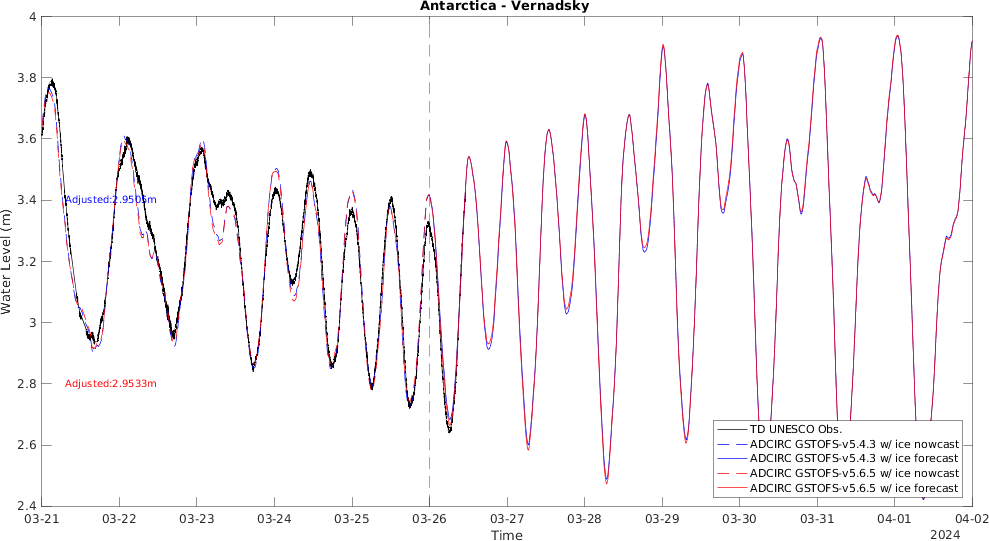 Antarctica - Vernadsky
4
3.8
3.6
3.4
3.2
3
2.8
2.6
2.4
Water Level (m)
Adjusted:2.9505m
Adjusted:2.9533m
TD UNESCO Obs.
ADCIRC GSTOFS-v5.4.3 w/ ice nowcast
ADCIRC GSTOFS-v5.4.3 w/ ice forecast
ADCIRC GSTOFS-v5.6.5 w/ ice nowcast
ADCIRC GSTOFS-v5.6.5 w/ ice forecast
03-21 03-22 03-23 03-24 03-25 03-26 03-27 03-28 03-29 03-30 03-31 04-01 04-02
Time
2024